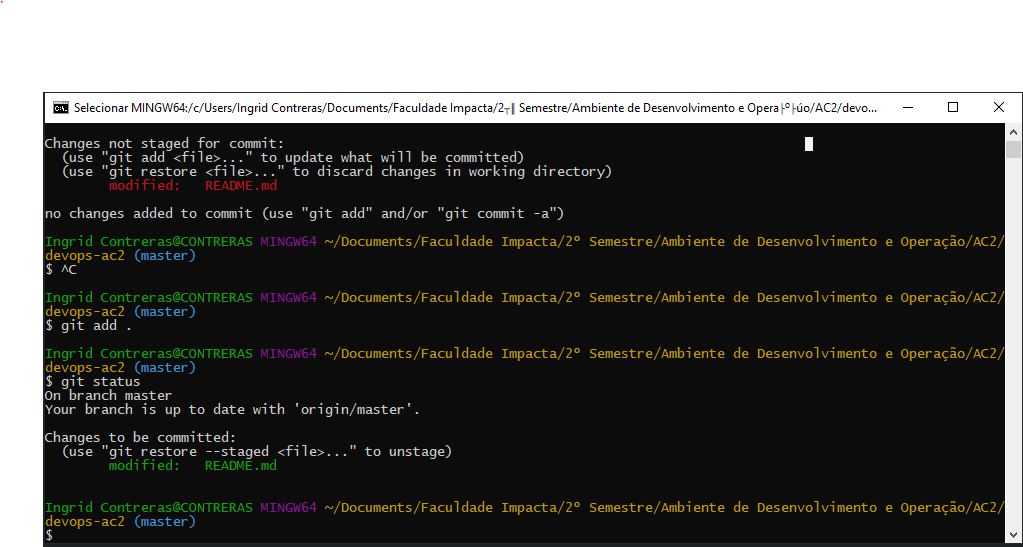 Selecionar MINGW64:/c/Users/Ingrid Contreras/Documents/Faculdade Impacta/2┬║ Semestre/Ambiente de Desenvolvimento e Opera├º├úo/AC2/devo...
Changes not staged for commit:
  (use "git add <file>..." to update what will be committed)
  (use "git restore <file>..." to discard changes in working directory)
        modified:   README.md
no changes added to commit (use "git add" and/or "git commit -a")
Ingrid Contreras@CONTRERAS MINGW64 ~/Documents/Faculdade Impacta/2º Semestre/Ambiente de Desenvolvimento e Operação/AC2/
devops-ac2 (master)
$ ^C
Ingrid Contreras@CONTRERAS MINGW64 ~/Documents/Faculdade Impacta/2º Semestre/Ambiente de Desenvolvimento e Operação/AC2/
devops-ac2 (master)
$ git add .
Ingrid Contreras@CONTRERAS MINGW64 ~/Documents/Faculdade Impacta/2º Semestre/Ambiente de Desenvolvimento e Operação/AC2/
devops-ac2 (master)
$ git status
On branch master
Your branch is up to date with 'origin/master'.
Changes to be committed:
  (use "git restore --staged <file>..." to unstage)
        modified:   README.md
Ingrid Contreras@CONTRERAS MINGW64 ~/Documents/Faculdade Impacta/2º Semestre/Ambiente de Desenvolvimento e Operação/AC2/
devops-ac2 (master)
$